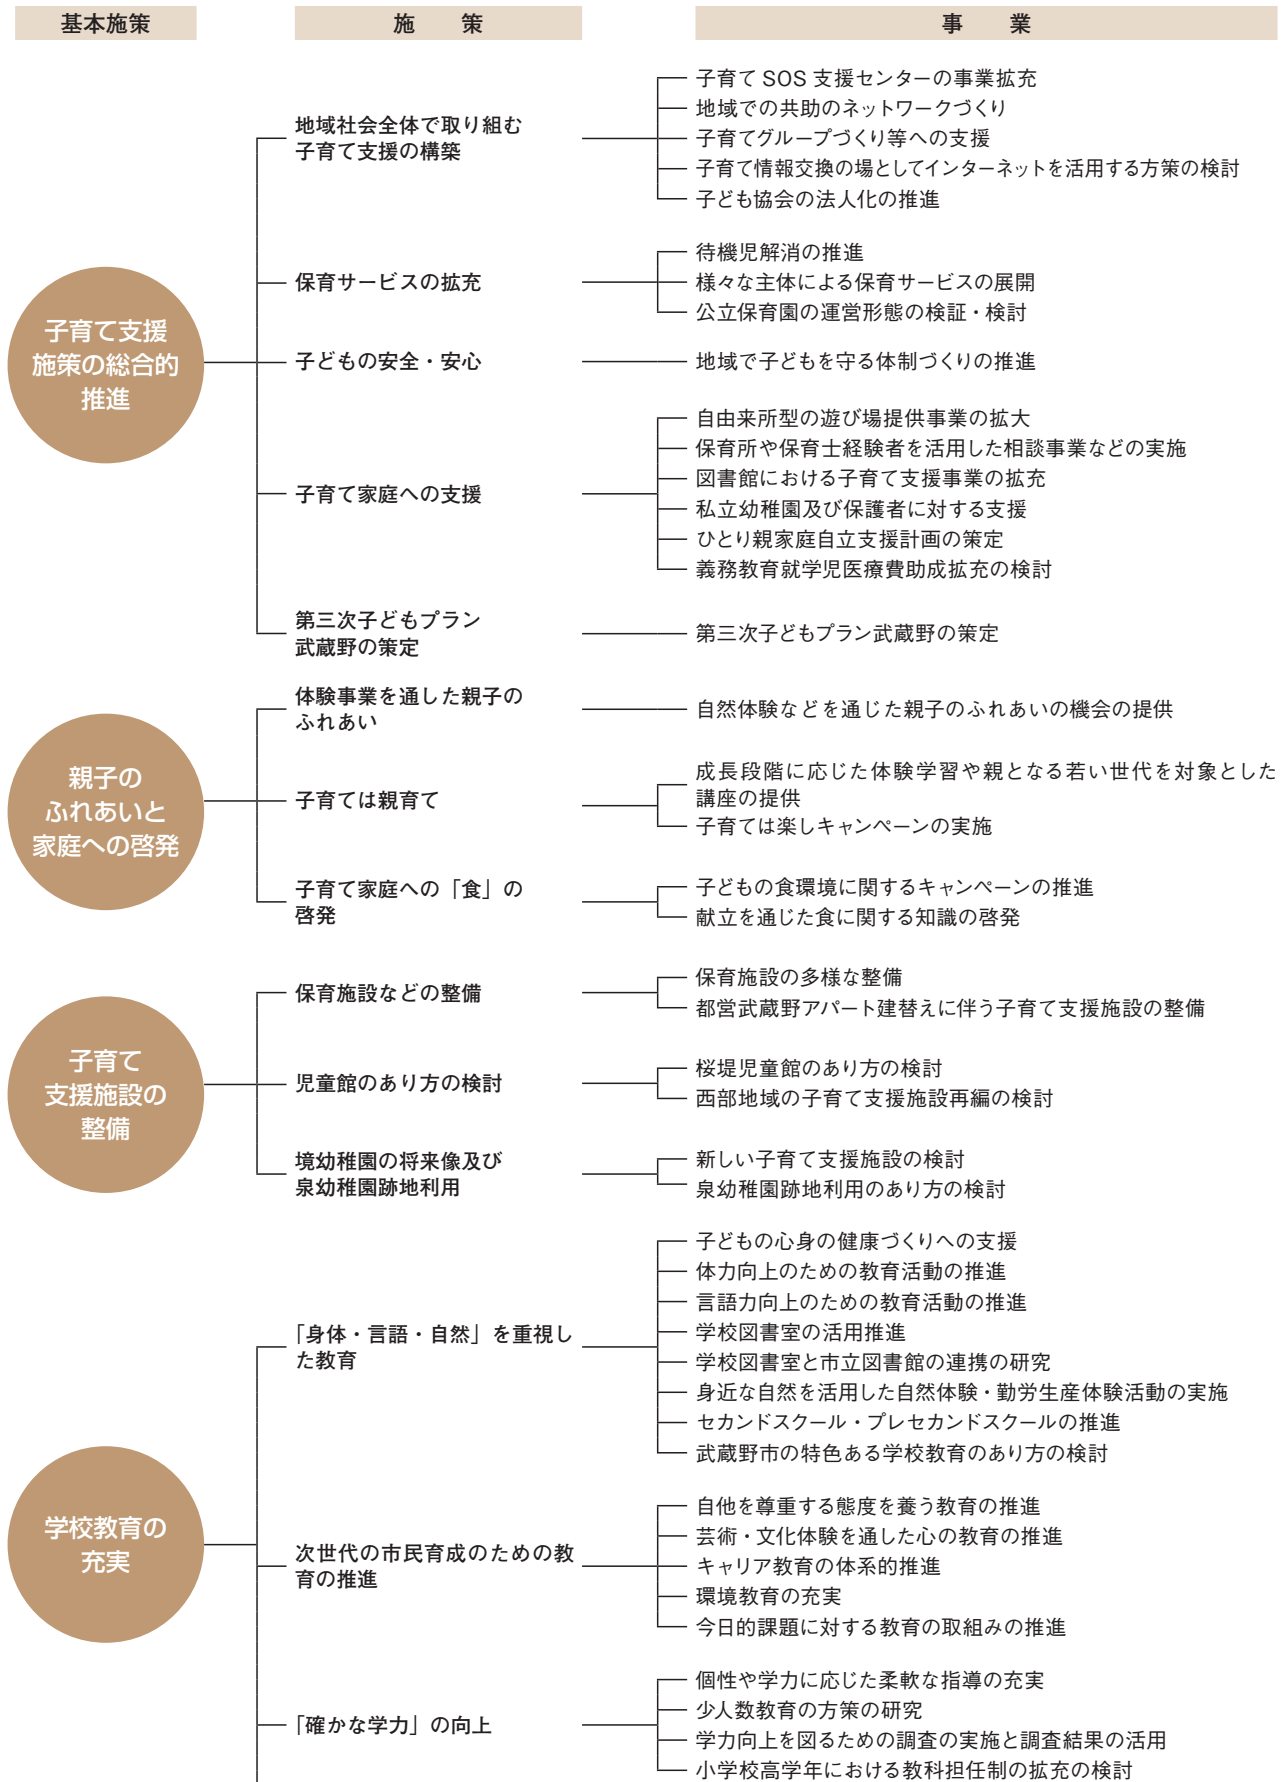 基本施策
施　策
事　業
子育て支援
施策の総合的
推進
地域社会全体で取り組む
子育て支援の構築
子育て SOS 支援センターの事業拡充
地域での共助のネットワークづくり
子育てグループづくり等への支援
子育て情報交換の場としてインターネットを活用する方策の検討
子ども協会の法人化の推進
保育サービスの拡充
待機児解消の推進
様々な主体による保育サービスの展開
公立保育園の運営形態の検証・検討
子どもの安全・安心
地域で子どもを守る体制づくりの推進
子育て家庭への支援
自由来所型の遊び場提供事業の拡大
保育所や保育士経験者を活用した相談事業などの実施
図書館における子育て支援事業の拡充
私立幼稚園及び保護者に対する支援
ひとり親家庭自立支援計画の策定
義務教育就学児医療費助成拡充の検討
第三次子どもプラン
武蔵野の策定
第三次子どもプラン武蔵野の策定
親子の
ふれあいと
家庭への啓発
体験事業を通した親子の
ふれあい
自然体験などを通じた親子のふれあいの機会の提供
子育ては親育て
成長段階に応じた体験学習や親となる若い世代を対象とした
講座の提供
子育ては楽しキャンペーンの実施
子育て家庭への「食」の
啓発
子どもの食環境に関するキャンペーンの推進
献立を通じた食に関する知識の啓発
子育て
支援施設の
整備
保育施設などの整備
保育施設の多様な整備
都営武蔵野アパート建替えに伴う子育て支援施設の整備
児童館のあり方の検討
桜堤児童館のあり方の検討
西部地域の子育て支援施設再編の検討
境幼稚園の将来像及び
泉幼稚園跡地利用
新しい子育て支援施設の検討
泉幼稚園跡地利用のあり方の検討
学校教育の
充実
「身体・言語・自然」を重視し
た教育
子どもの心身の健康づくりへの支援
体力向上のための教育活動の推進
言語力向上のための教育活動の推進
学校図書室の活用推進
学校図書室と市立図書館の連携の研究
身近な自然を活用した自然体験・勤労生産体験活動の実施
セカンドスクール・プレセカンドスクールの推進
武蔵野市の特色ある学校教育のあり方の検討
次世代の市民育成のための教
育の推進
自他を尊重する態度を養う教育の推進
芸術・文化体験を通した心の教育の推進
キャリア教育の体系的推進
環境教育の充実
今日的課題に対する教育の取組みの推進
「確かな学力」の向上
個性や学力に応じた柔軟な指導の充実
少人数教育の方策の研究
学力向上を図るための調査の実施と調査結果の活用
小学校高学年における教科担任制の拡充の検討